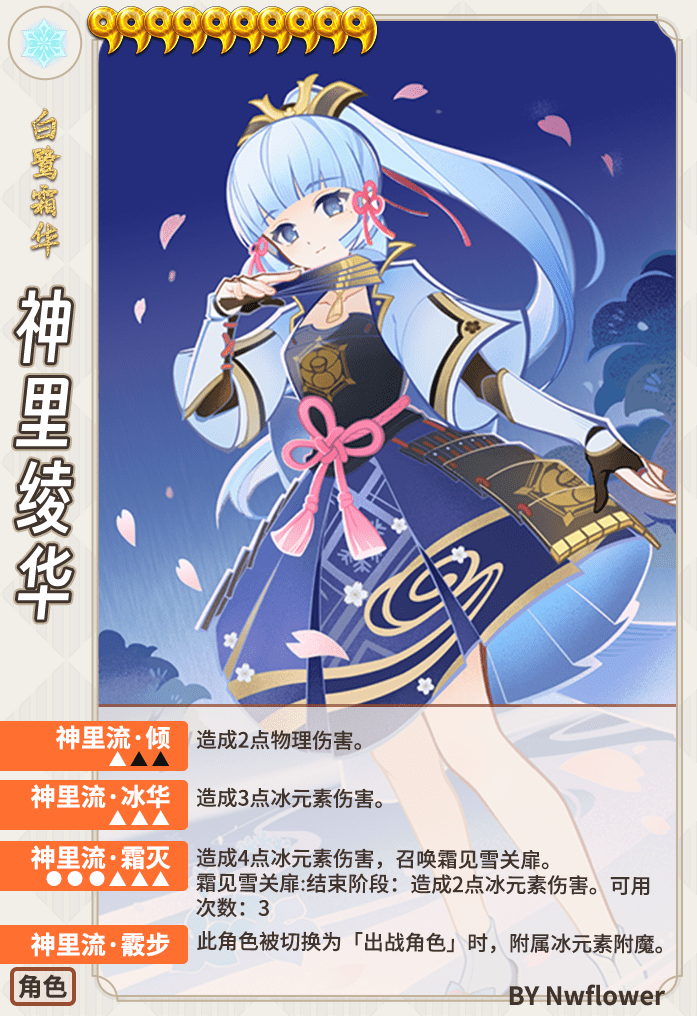 白鹭霜华
神里绫华
神里流·倾
造成2点物理伤害。
神里流·冰华
造成3点冰元素伤害。
神里流·霜灭
造成4点冰元素伤害，召唤霜见雪关扉。
霜见雪关扉:结束阶段：造成2点冰元素伤害。可用
次数：3
神里流·霰步
此角色被切换为「出战角色」时，附属冰元素附魔。
角色
BY Nwflower